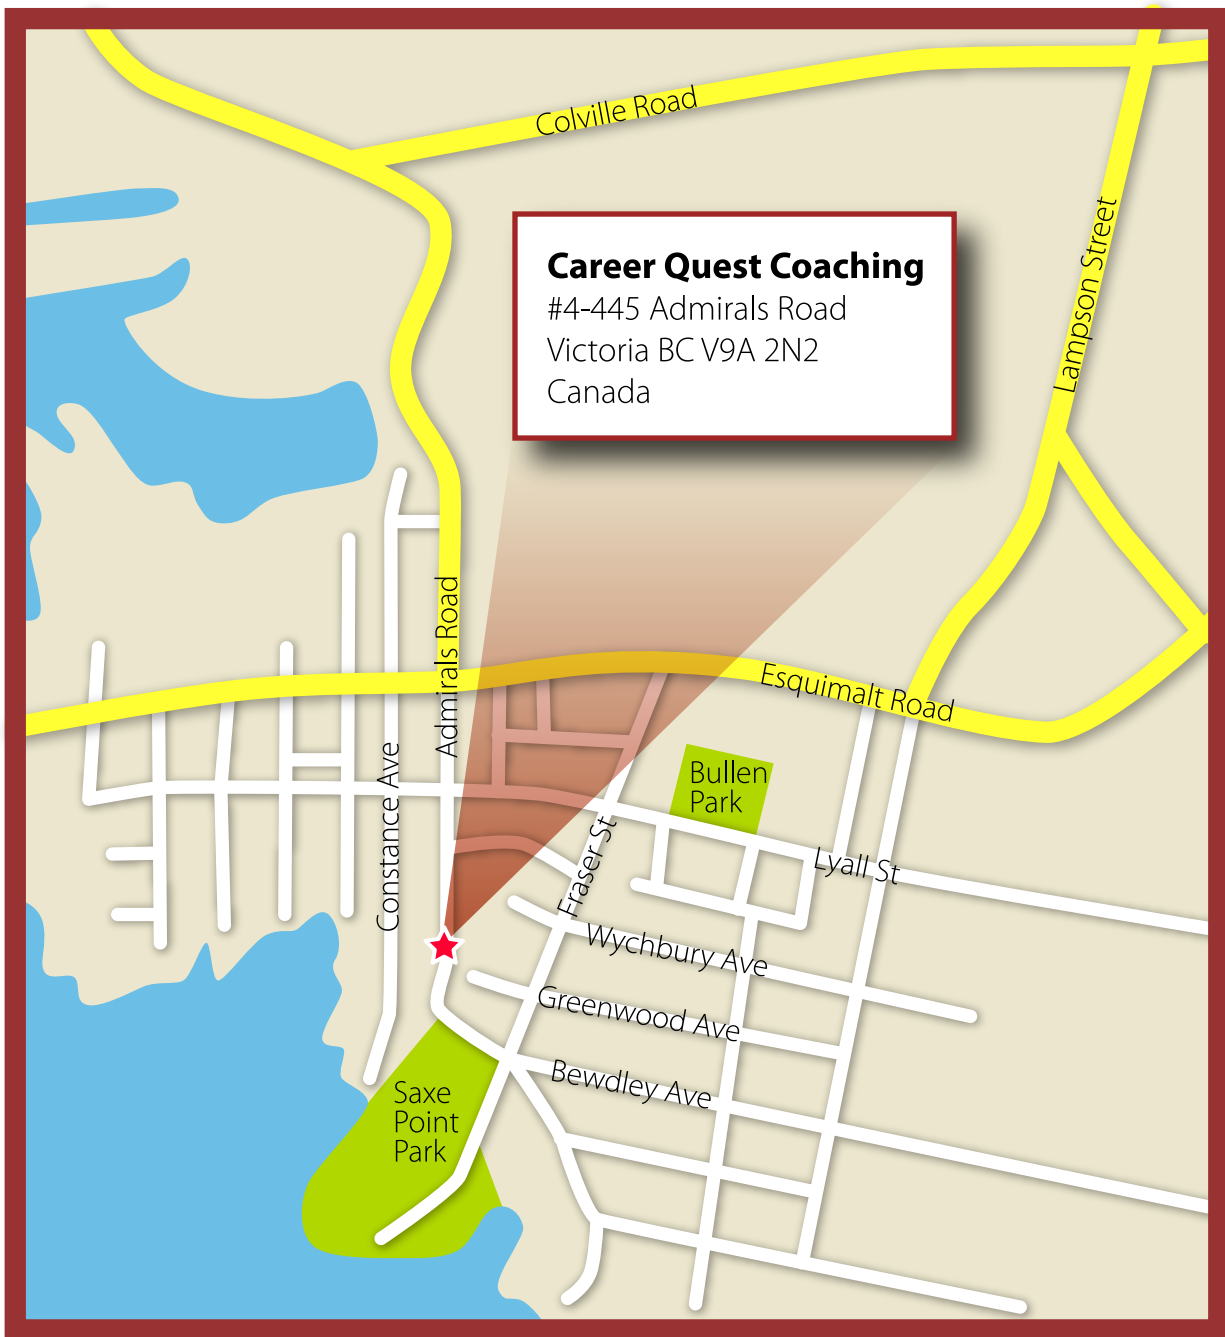 Colville Road
Lampson Street
Career Quest Coaching
#4-445 Admirals Road
Victoria BC V9A 2N2
Canada
Admirals Road
Esquimalt Road
Constance Ave
Bullen
Park
Fraser St
Lyall St
Wychbury Ave
Greenwood Ave
Bewdley Ave
Saxe
Point
Park